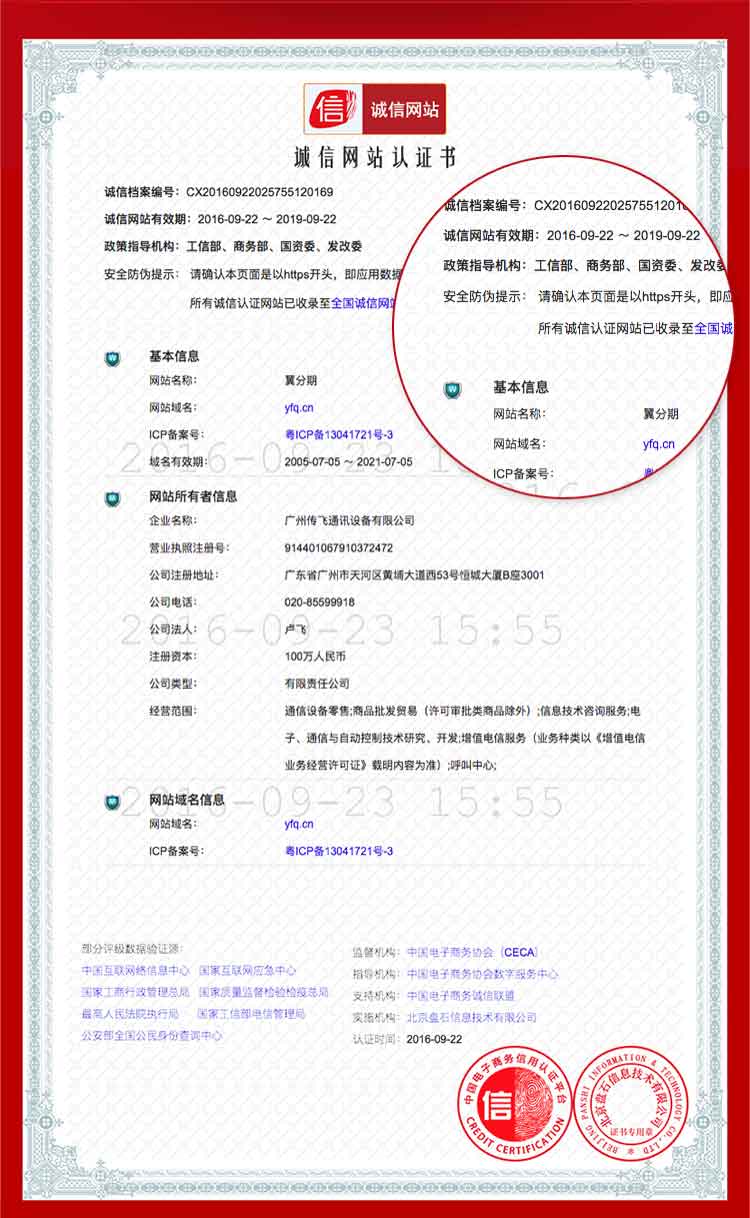 信 诚信网站
诚信网站认证书
诚信档案编号: CX20160922025755120169
诚信网站有效期: 2016-09-22 ~ 2019-09-22
政策指导机构: 工信部、商务部、国资委、发改委
安全防伪提示: 请确认本页面是以https开头，即应用数据
所有诚信认证网站已收录至全国诚信网站
诚信档案编号: CX2016092202575512016
诚信网站有效期: 2016-09-22 ~ 2019-09-22
政策指导机构: 工信部、商务部、国资委、发改委
安全防伪提示: 请确认本页面是以https开头，即应
所有诚信认证网站已收录至全国诚
基本信息
网站名称: 翼分期
网站域名: yfq.cn
ICP备案号: 粤
基本信息
网站名称: 翼分期
网站域名: yfq.cn
ICP备案号: 粤ICP备13041721号-3
域名有效期: 2005-07-05 ~ 2021-07-05
网站所有者信息
企业名称: 广州传飞通讯设备有限公司
营业执照注册号: 914401067910372472
公司注册地址: 广东省广州市天河区黄埔大道西53号恒城大厦B座3001
公司电话: 020-85599918
公司法人: 卢飞
2016-09-23 15:55
注册资本: 100万人民币
公司类型: 有限责任公司
经营范围: 通信设备零售;商品批发贸易（许可审批类商品除外）;信息技术咨询服务;电
子、通信与自动控制技术研究、开发;增值电信服务（业务种类以《增值电信
业务经营许可证》载明内容为准）;呼叫中心;
网站域名信息
2016-09-23 15:55
网站域名: yfq.cn
ICP备案号: 粤ICP备13041721号-3
部分评级数据验证源:
中国互联网络信息中心 国家互联网应急中心
国家工商行政管理总局 国家质量监督检验检疫总局
最高人民法院执行局 国家工信部电信管理局
公安部全国公民身份查询中心
监督机构: 中国电子商务协会（CECA）
指导机构: 中国电子商务协会数字服务中心
支持机构: 中国电子商务诚信联盟
实施机构: 北京盘石信息技术有限公司
认证时间: 2016-09-22
中国电子商务信用认证平台
信
CREDIT CERTIFICATION
BEIJING PANSHI INFORMATION & TECHNOLOGY CO.,LTD
北京盘石信息技术有限公司
证书专用章